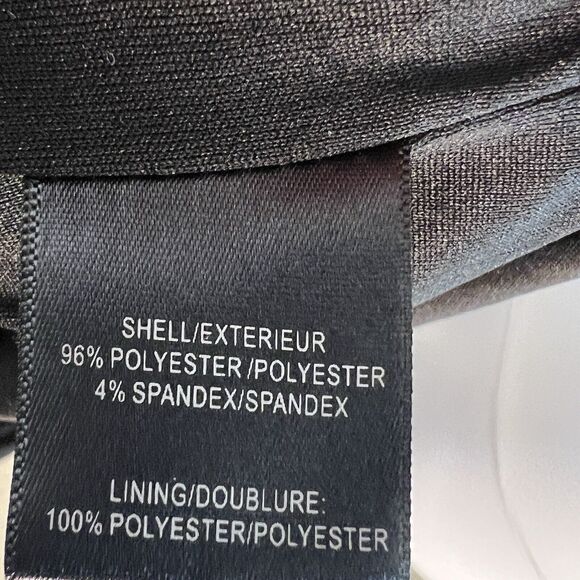 SHELL/EXTERIEUR
96% POLYESTER/POLYESTER
4% SPANDEX/SPANDEX
LINING/DOUBLURE:
100% POLYESTER/POLYESTER